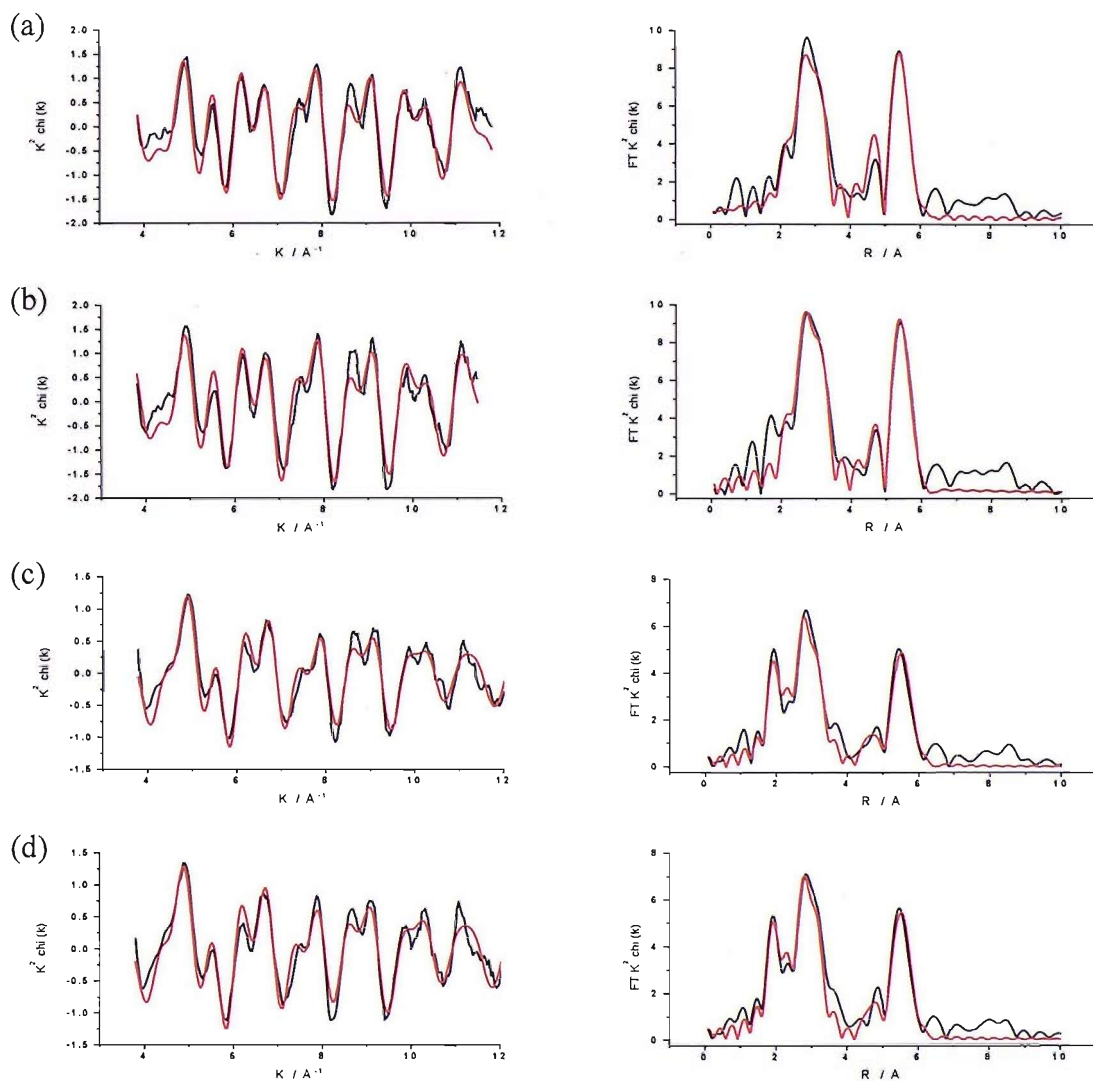 (a)
2.0
1.5
1.0
0.5
0.0
-0.5
-1.0
-1.5
-2.0
K² chi (k)
4 6 8 10 12
K / A⁻¹
10
8
6
4
2
0
FT K² chi (k)
0 2 4 6 8 10
R / A
(b)
2.0
1.5
1.0
0.5
0.0
-0.5
-1.0
-1.5
-2.0
K² chi (k)
4 6 8 10 12
K / A⁻¹
10
8
6
4
2
0
FT K² chi (k)
0 2 4 6 8 10
R / A
(c)
1.5
1.0
0.5
0.0
-0.5
-1.0
-1.5
K² chi (k)
4 6 8 10 12
K / A⁻¹
8
6
4
2
0
FT K² chi (k)
0 2 4 6 8 10
R / A
(d)
1.5
1.0
0.5
0.0
-0.5
-1.0
-1.5
K² chi (k)
4 6 8 10 12
K / A⁻¹
8
6
4
2
0
FT K² chi (k)
0 2 4 6 8 10
R / A